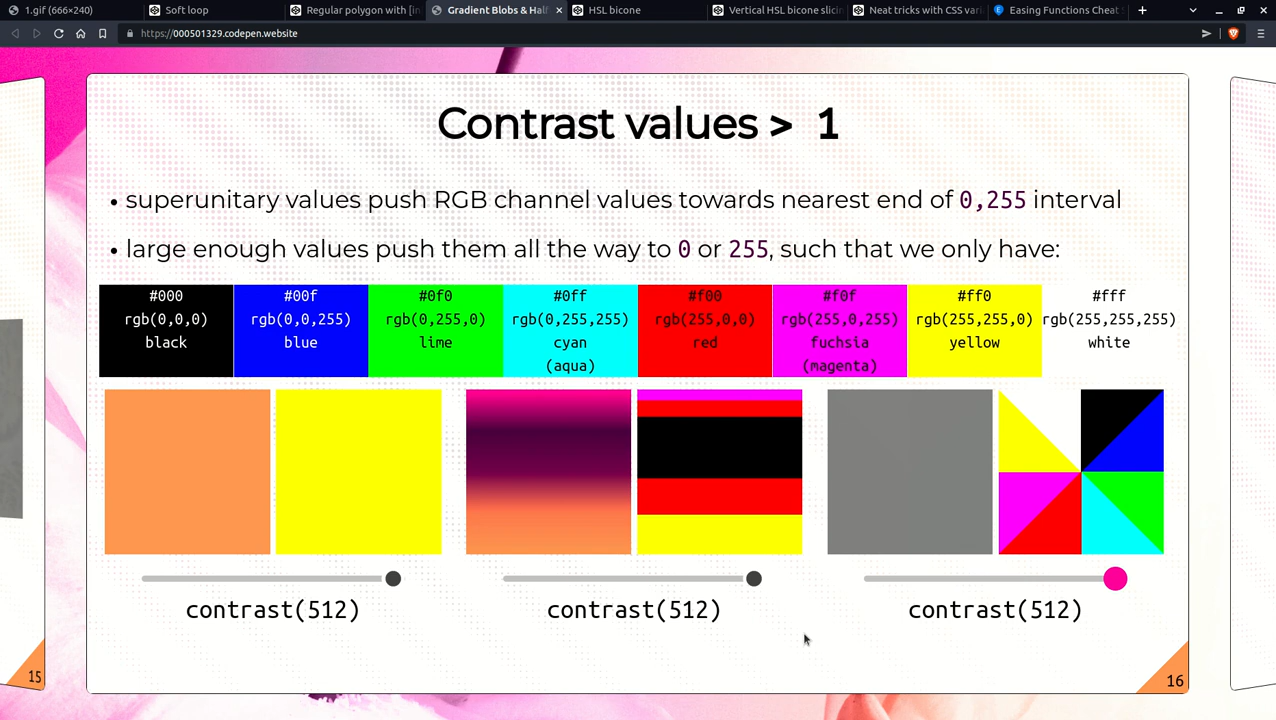 1.gif (666×240)
Soft loop
Regular polygon with [in
Gradient Blobs & Half
HSL bicone
Vertical HSL bicone slicin
Neat tricks with CSS vari
Easing Functions Cheat S
https://000501329.codepen.website
Contrast values > 1
• superunitary values push RGB channel values towards nearest end of 0,255 interval
• large enough values push them all the way to 0 or 255, such that we only have:
#000
rgb(0,0,0)
black
#00f
rgb(0,0,255)
blue
#0f0
rgb(0,255,0)
lime
#0ff
rgb(0,255,255)
cyan
(aqua)
#f00
rgb(255,0,0)
red
#f0f
rgb(255,0,255)
fuchsia
(magenta)
#ff0
rgb(255,255,0)
yellow
#fff
rgb(255,255,255)
white
contrast(512)
contrast(512)
contrast(512)
15
16